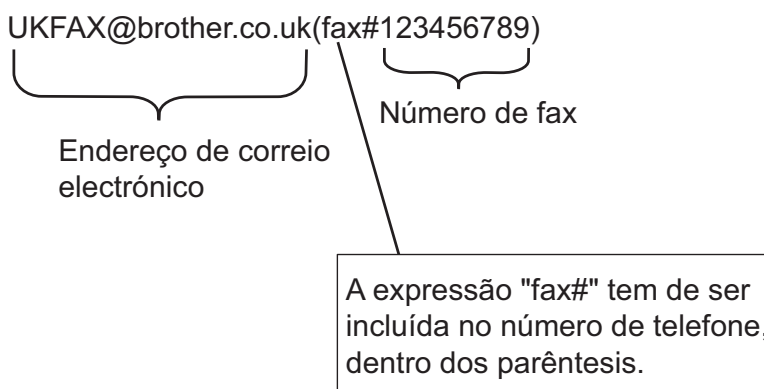 UKFAX@brother.co.uk(fax#123456789)
Número de fax
Endereço de correio
electrónico
A expressão "fax#" tem de ser
incluída no número de telefone,
dentro dos parêntesis.